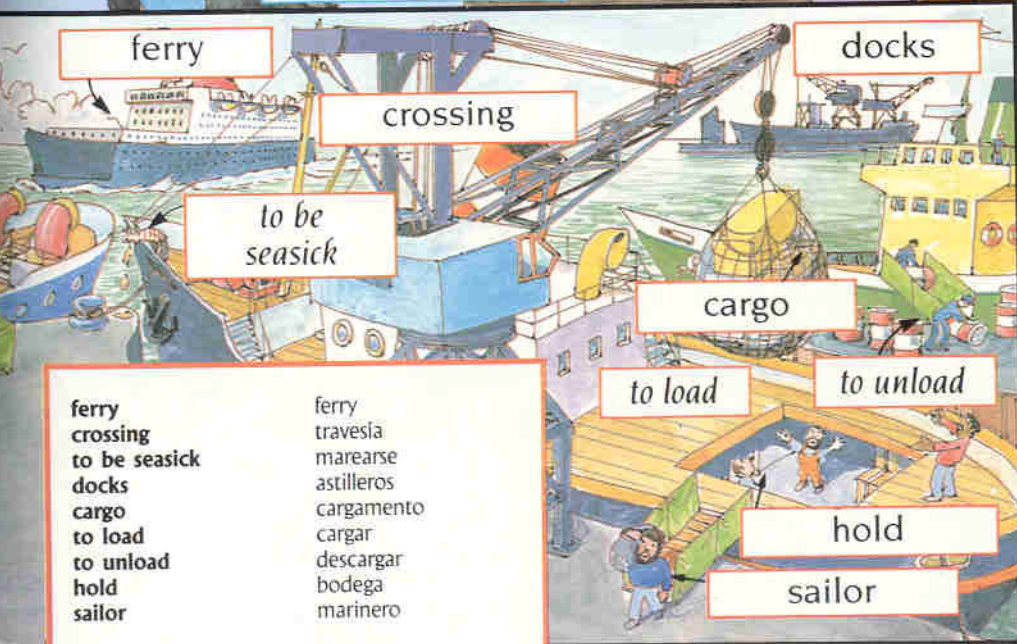 ferry
docks
crossing
to be
seasick
cargo
to load
to unload
hold
sailor
ferry ferry
crossing travesía
to be seasick marearse
docks astilleros
cargo cargamento
to load cargar
to unload descargar
hold bodega
sailor marinero